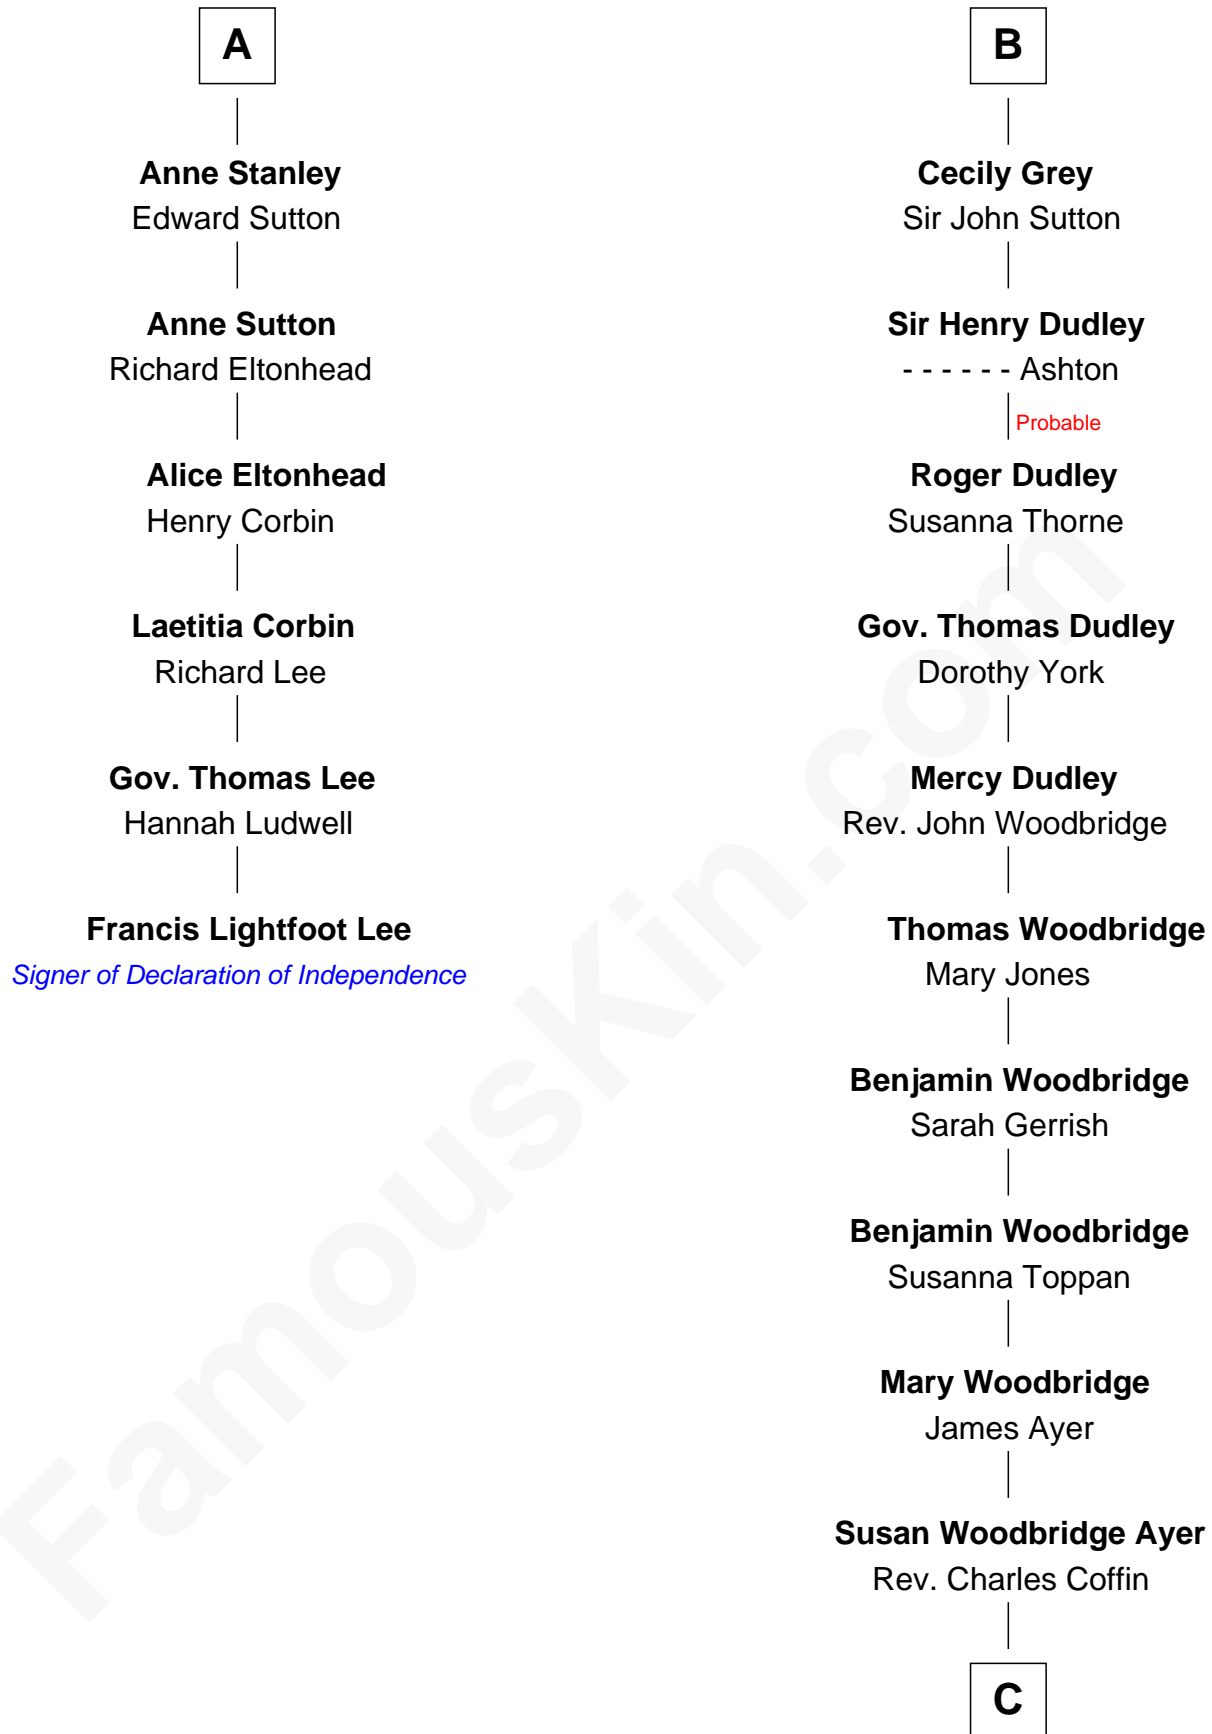 A
Anne Stanley
Edward Sutton
Anne Sutton
Richard Eltonhead
Alice Eltonhead
Henry Corbin
Laetitia Corbin
Richard Lee
Gov. Thomas Lee
Hannah Ludwell
Francis Lightfoot Lee
Signer of Declaration of Independence
B
Cecily Grey
Sir John Sutton
Sir Henry Dudley
- - - - - - Ashton
Probable
Roger Dudley
Susanna Thorne
Gov. Thomas Dudley
Dorothy York
Mercy Dudley
Rev. John Woodbridge
Thomas Woodbridge
Mary Jones
Benjamin Woodbridge
Sarah Gerrish
Benjamin Woodbridge
Susanna Toppan
Mary Woodbridge
James Ayer
Susan Woodbridge Ayer
Rev. Charles Coffin
C
FamousKin.com